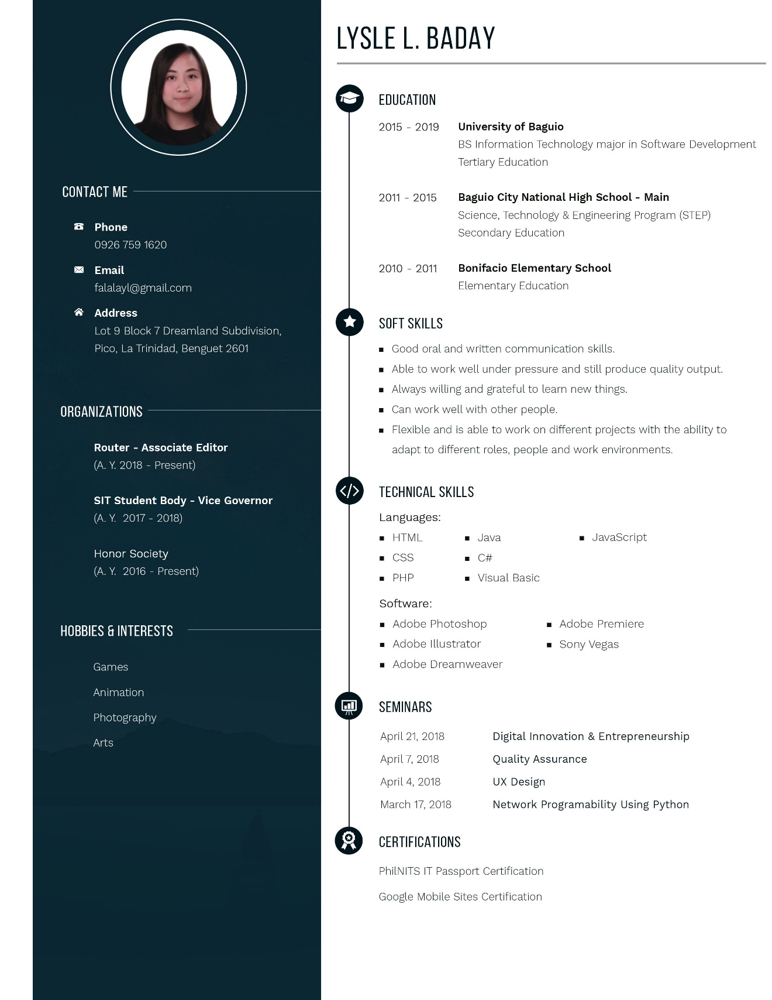 LYSLE L. BADAY
CONTACT ME
Phone
0926 759 1620
Email
falalayl@gmail.com
Address
Lot 9 Block 7 Dreamland Subdivision,
Pico, La Trinidad, Benguet 2601
ORGANIZATIONS
Router - Associate Editor
(A. Y. 2018 - Present)
SIT Student Body - Vice Governor
(A. Y.  2017 - 2018)
Honor Society
(A. Y.  2016 - Present)
HOBBIES & INTERESTS
Games
Animation
Photography
Arts
EDUCATION
2015 - 2019 University of Baguio
BS Information Technology major in Software Development
Tertiary Education
2011 - 2015 Baguio City National High School - Main
Science, Technology & Engineering Program (STEP)
Secondary Education
2010 - 2011 Bonifacio Elementary School
Elementary Education
SOFT SKILLS
▪ Good oral and written communication skills.
▪ Able to work well under pressure and still produce quality output.
▪ Always willing and grateful to learn new things.
▪ Can work well with other people.
▪ Flexible and is able to work on different projects with the ability to
adapt to different roles, people and work environments.
</> TECHNICAL SKILLS
Languages:
▪ HTML ▪ Java ▪ JavaScript
▪ CSS ▪ C#
▪ PHP ▪ Visual Basic
Software:
▪ Adobe Photoshop ▪ Adobe Premiere
▪ Adobe Illustrator ▪ Sony Vegas
▪ Adobe Dreamweaver
SEMINARS
April 21, 2018 Digital Innovation & Entrepreneurship
April 7, 2018 Quality Assurance
April 4, 2018 UX Design
March 17, 2018 Network Programability Using Python
CERTIFICATIONS
PhilNITS IT Passport Certification
Google Mobile Sites Certification